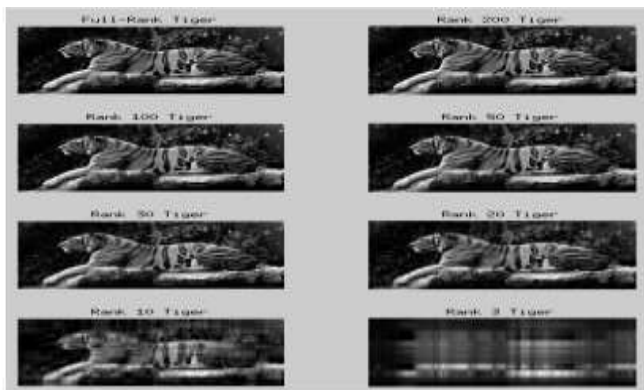 Full-Rank Tiger
Rank 200 Tiger
Rank 100 Tiger
Rank 50 Tiger
Rank 30 Tiger
Rank 20 Tiger
Rank 10 Tiger
Rank 3 Tiger